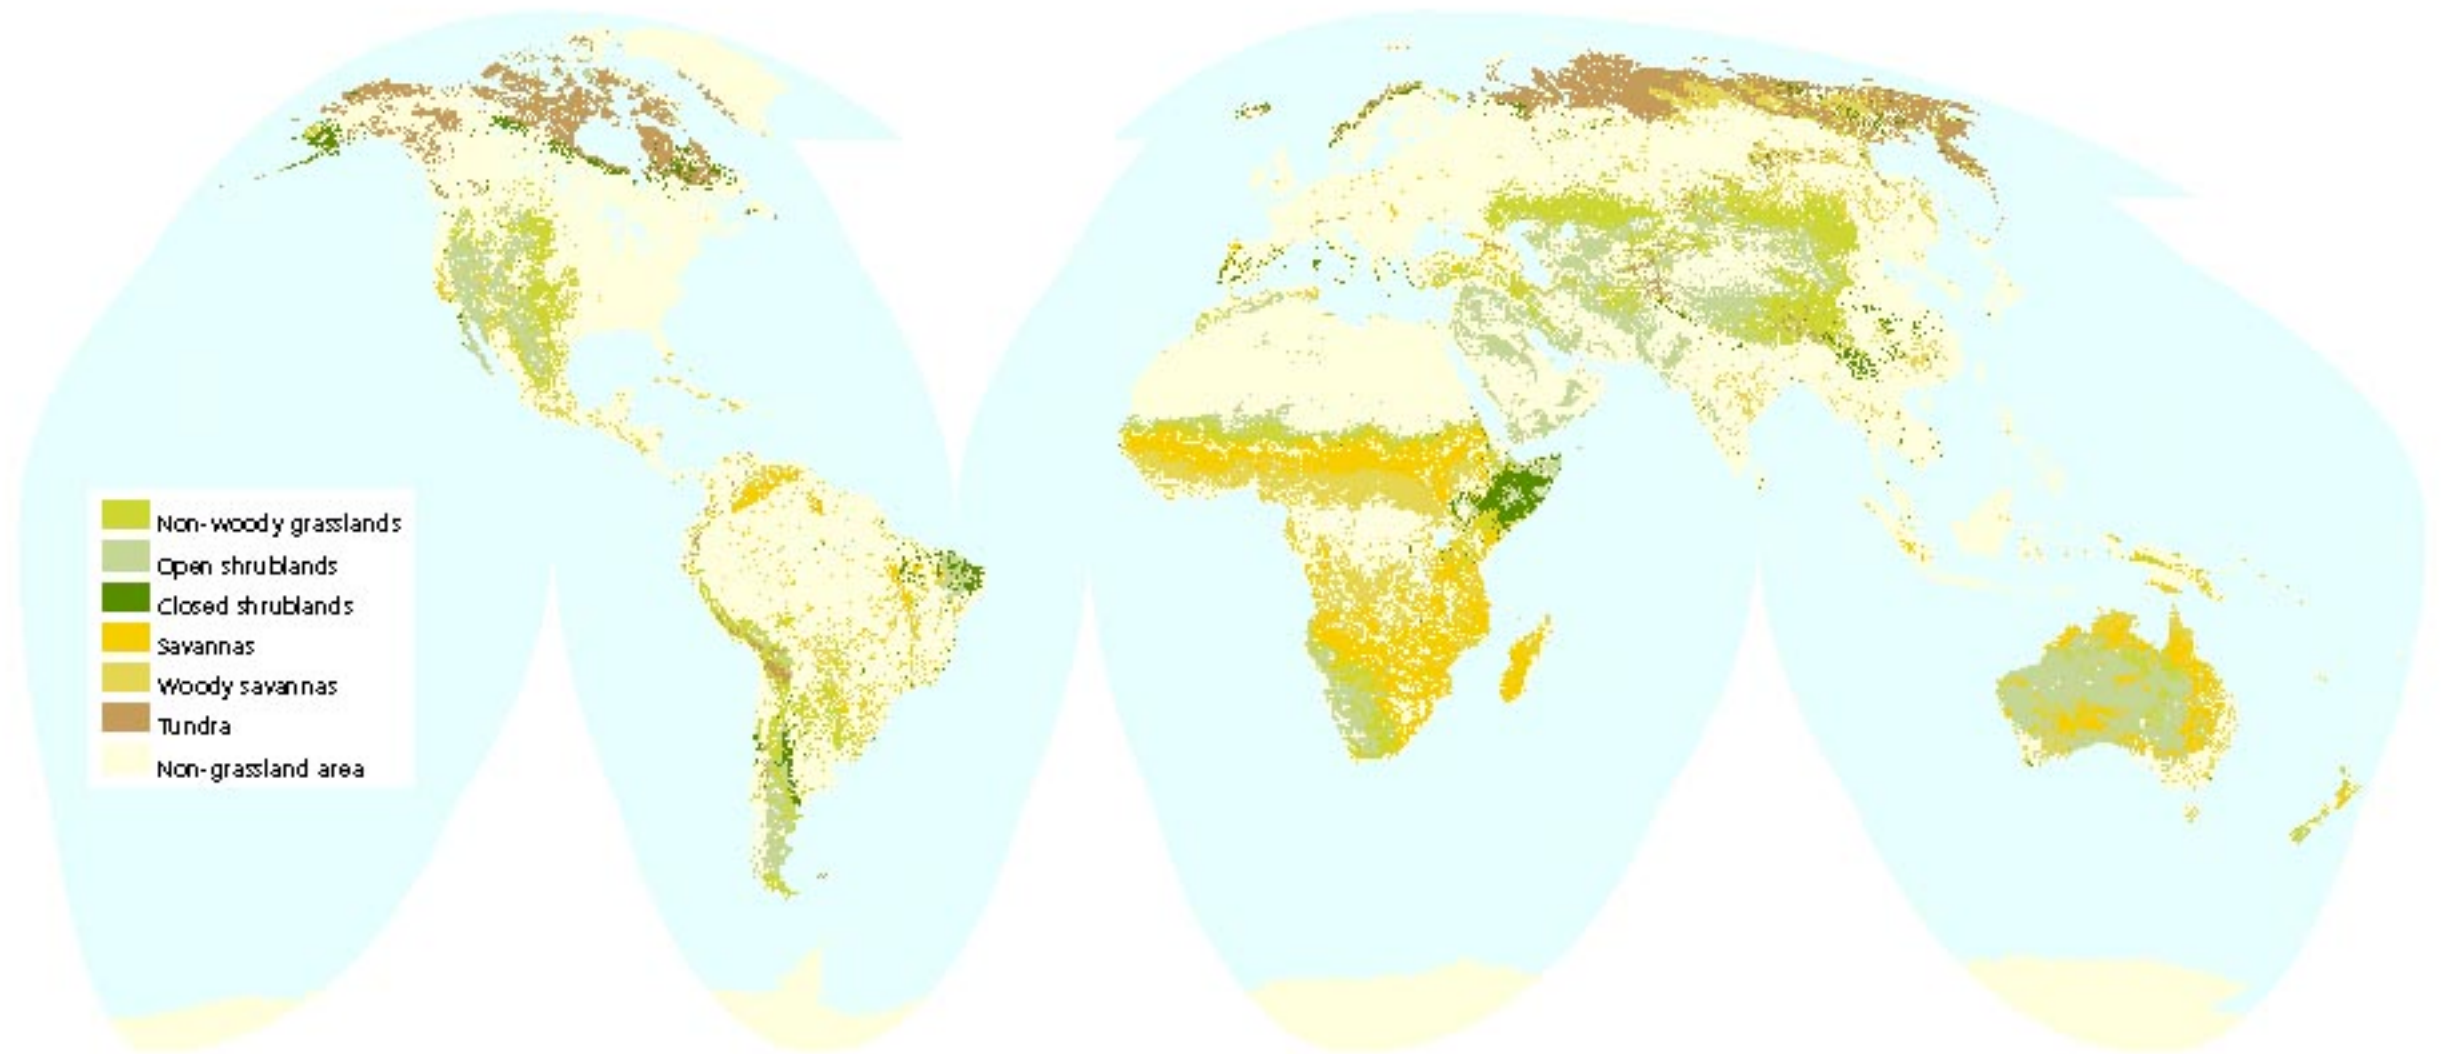 Non-woody grasslands
Open shrublands
Closed shrublands
Savannas
Woody savannas
Tundra
Non-grassland area